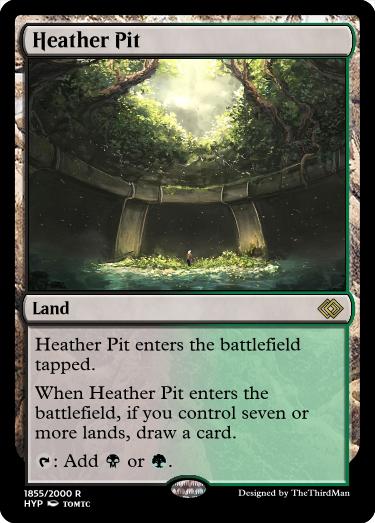 Heather Pit
Land
Heather Pit enters the battlefield
tapped.
When Heather Pit enters the
battlefield, if you control seven or
more lands, draw a card.
: Add or .
1855/2000 R
Designed by TheThirdMan
HYP TOMIC